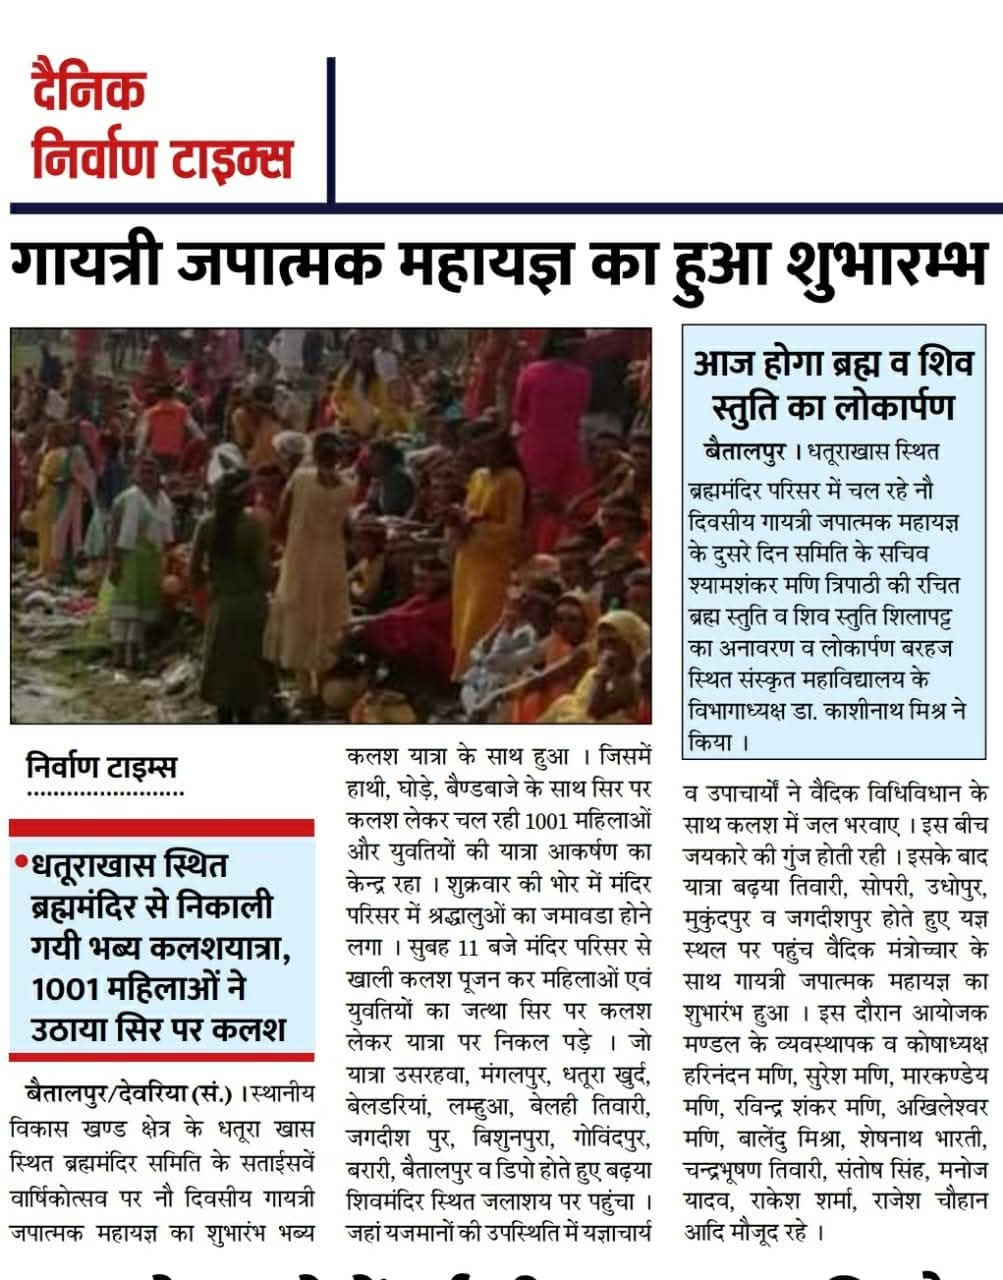 दैनिक
निर्वाण टाइम्स
गायत्री जपात्मक महायज्ञ का हुआ शुभारम्भ
निर्वाण टाइम्स
•धतूराखास स्थित
ब्रह्ममंदिर से निकाली
गयी भब्य कलशयात्रा,
1001 महिलाओं ने
उठाया सिर पर कलश
बैतालपुर/देवरिया (सं.) । स्थानीय
विकास खण्ड क्षेत्र के धतूरा खास
स्थित ब्रह्ममंदिर समिति के सताईसवें
वार्षिकोत्सव पर नौ दिवसीय गायत्री
जपात्मक महायज्ञ का शुभारंभ भब्य
कलश यात्रा के साथ हुआ । जिसमें
हाथी, घोड़े, बैण्डबाजे के साथ सिर पर
कलश लेकर चल रही 1001 महिलाओं
और युवतियों की यात्रा आकर्षण का
केन्द्र रहा । शुक्रवार की भोर में मंदिर
परिसर में श्रद्धालुओं का जमावडा होने
लगा । सुबह 11 बजे मंदिर परिसर से
खाली कलश पूजन कर महिलाओं एवं
युवतियों का जत्था सिर पर कलश
लेकर यात्रा पर निकल पड़े । जो
यात्रा उसरहवा, मंगलपुर, धतूरा खुर्द,
बेलडरियां, लम्हुआ, बेलही तिवारी,
जगदीश पुर, बिशुनपुरा, गोविंदपुर,
बरारी, बैतालपुर व डिपो होते हुए बढ़या
शिवमंदिर स्थित जलाशय पर पहुंचा ।
जहां यजमानों की उपस्थिति में यज्ञाचार्य
आज होगा ब्रह्म व शिव
स्तुति का लोकार्पण
बैतालपुर । धतूराखास स्थित
ब्रह्ममंदिर परिसर में चल रहे नौ
दिवसीय गायत्री जपात्मक महायज्ञ
के दुसरे दिन समिति के सचिव
श्यामशंकर मणि त्रिपाठी की रचित
ब्रह्म स्तुति व शिव स्तुति शिलापट्ट
का अनावरण व लोकार्पण बरहज
स्थित संस्कृत महाविद्यालय के
विभागाध्यक्ष डा. काशीनाथ मिश्र ने
किया ।
व उपाचार्यों ने वैदिक विधिविधान के
साथ कलश में जल भरवाए । इस बीच
जयकारे की गुंज होती रही । इसके बाद
यात्रा बढ़या तिवारी, सोपरी, उधोपुर,
मुकुंदपुर व जगदीशपुर होते हुए यज्ञ
स्थल पर पहुंच वैदिक मंत्रोच्चार के
साथ गायत्री जपात्मक महायज्ञ का
शुभारंभ हुआ । इस दौरान आयोजक
मण्डल के व्यवस्थापक व कोषाध्यक्ष
हरिनंदन मणि, सुरेश मणि, मारकण्डेय
मणि, रविन्द्र शंकर मणि, अखिलेश्वर
मणि, बालेंदु मिश्रा, शेषनाथ भारती,
चन्द्रभूषण तिवारी, संतोष सिंह, मनोज
यादव, राकेश शर्मा, राजेश चौहान
आदि मौजूद रहे ।